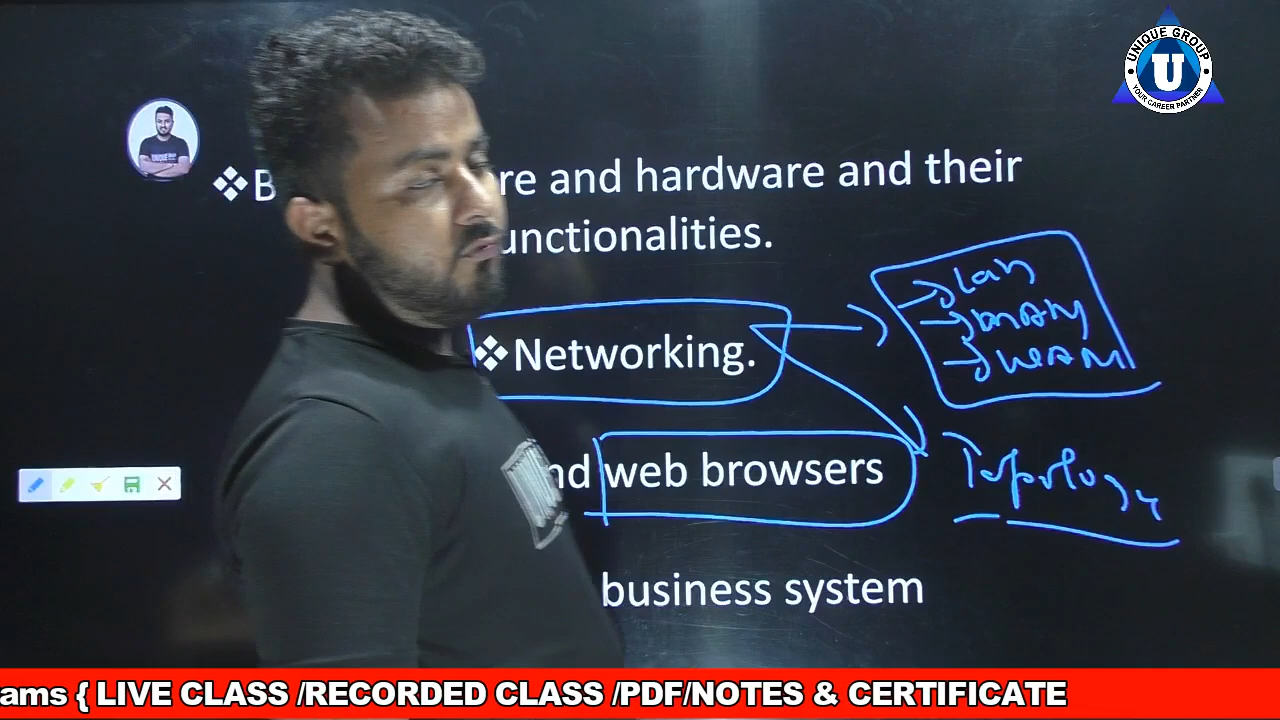 UNIQUE GROUP
U
YOUR CAREER PARTNER
❖B re and hardware and their
unctionalities.
→ Lan
→ man
→ wan
❖Networking.
nd web browsers
Topology
business system
ams { LIVE CLASS /RECORDED CLASS /PDF/NOTES & CERTIFICATE